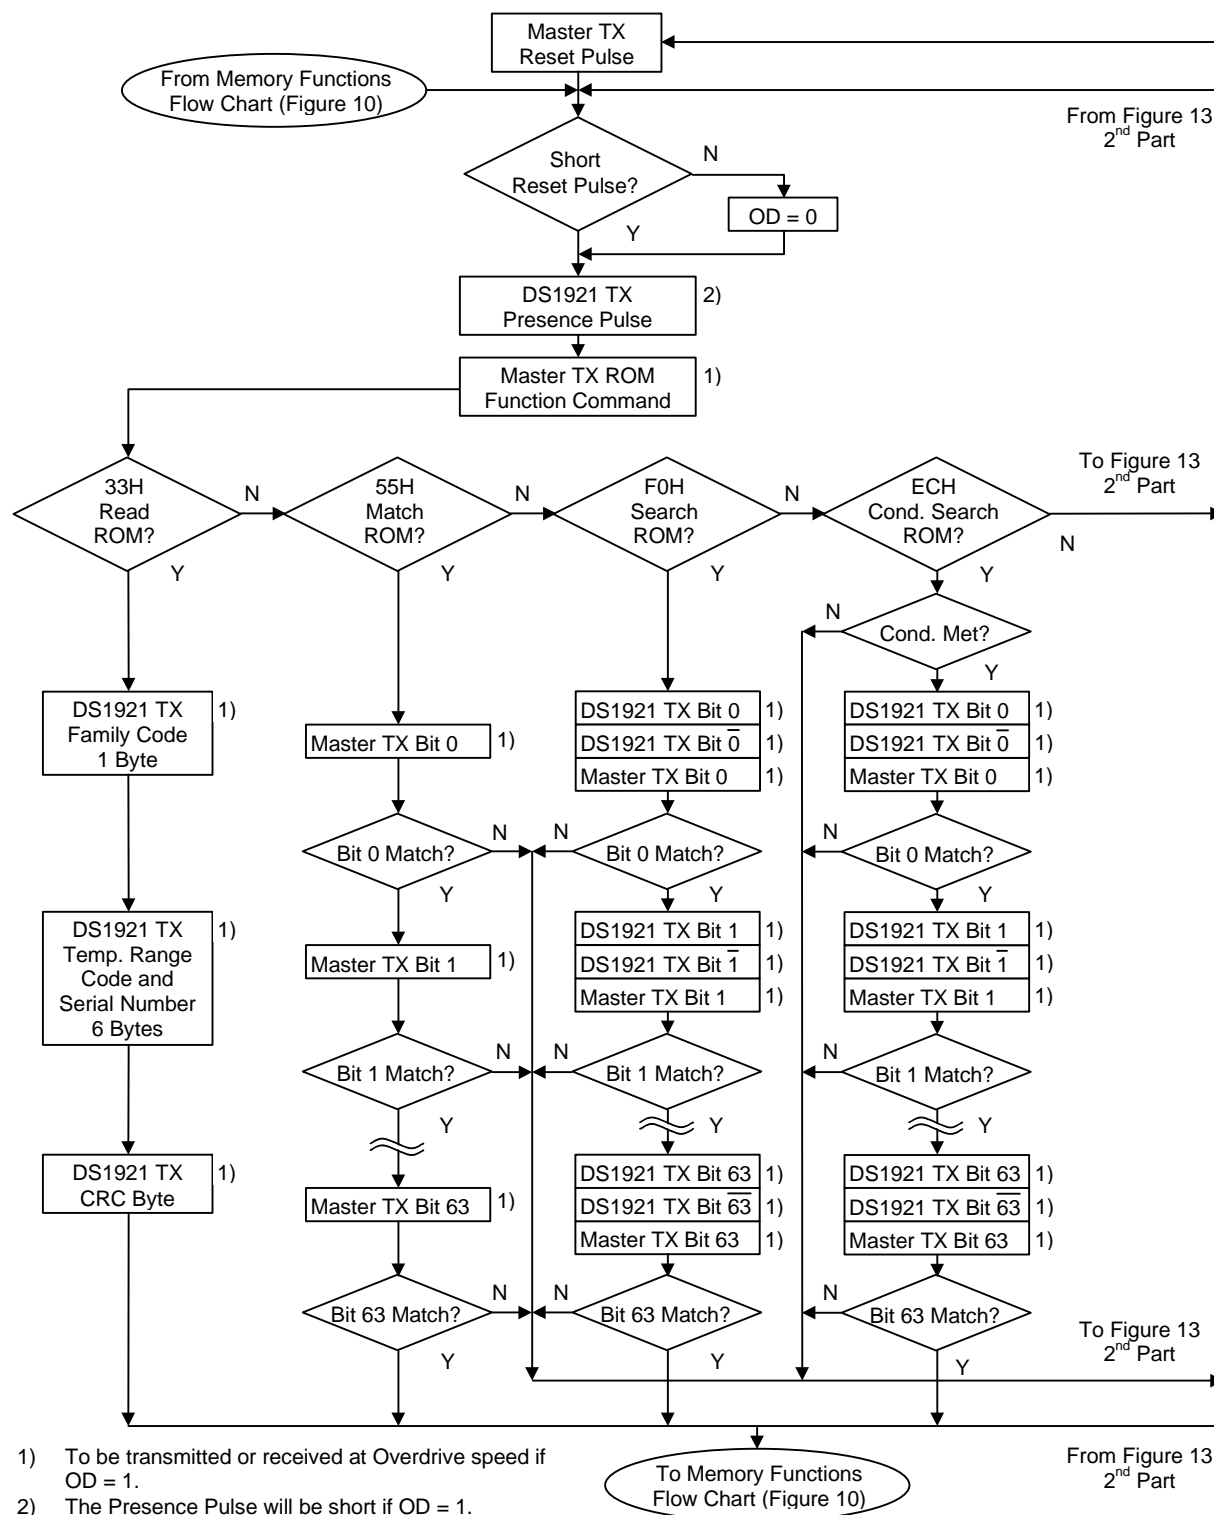 Master TX
Reset Pulse
From Memory Functions
Flow Chart (Figure 10)
From Figure 13
2nd Part
Short
Reset Pulse?
N
OD = 0
Y
DS1921 TX
Presence Pulse
2)
Master TX ROM
Function Command
1)
To Figure 13
2nd Part
33H
Read
ROM?
N
Y
55H
Match
ROM?
N
Y
F0H
Search
ROM?
N
Y
ECH
Cond. Search
ROM?
N
Y
N
Cond. Met?
Y
DS1921 TX
Family Code
1 Byte
1)
DS1921 TX
Temp. Range
Code and
Serial Number
6 Bytes
1)
DS1921 TX
CRC Byte
1)
Master TX Bit 0
1)
Bit 0 Match?
N
Y
Master TX Bit 1
1)
Bit 1 Match?
N
Y
Master TX Bit 63
1)
Bit 63 Match?
N
Y
DS1921 TX Bit 0
1)
DS1921 TX Bit 0̅
1)
Master TX Bit 0
1)
N
Bit 0 Match?
Y
DS1921 TX Bit 1
1)
DS1921 TX Bit 1̅
1)
Master TX Bit 1
1)
N
Bit 1 Match?
Y
DS1921 TX Bit 63
1)
DS1921 TX Bit 6̅3̅
1)
Master TX Bit 63
1)
N
Bit 63 Match?
Y
DS1921 TX Bit 0
1)
DS1921 TX Bit 0̅
1)
Master TX Bit 0
1)
N
Bit 0 Match?
Y
DS1921 TX Bit 1
1)
DS1921 TX Bit 1̅
1)
Master TX Bit 1
1)
N
Bit 1 Match?
Y
DS1921 TX Bit 63
1)
DS1921 TX Bit 6̅3̅
1)
Master TX Bit 63
1)
N
Bit 63 Match?
Y
To Figure 13
2nd Part
1) To be transmitted or received at Overdrive speed if
OD = 1.
2) The Presence Pulse will be short if OD = 1.
To Memory Functions
Flow Chart (Figure 10)
From Figure 13
2nd Part